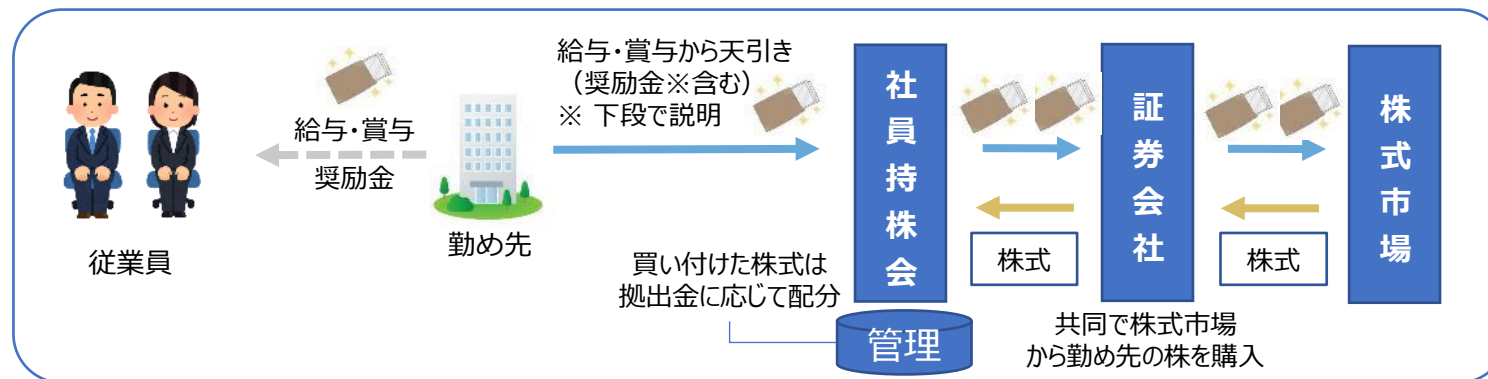 給与・賞与
奨励金
従業員
勤め先
給与・賞与から天引き
（奨励金※含む）
※ 下段で説明
社員持株会
買い付けた株式は
拠出金に応じて配分
管理
株式
証券会社
共同で株式市場
から勤め先の株を購入
株式
株式市場